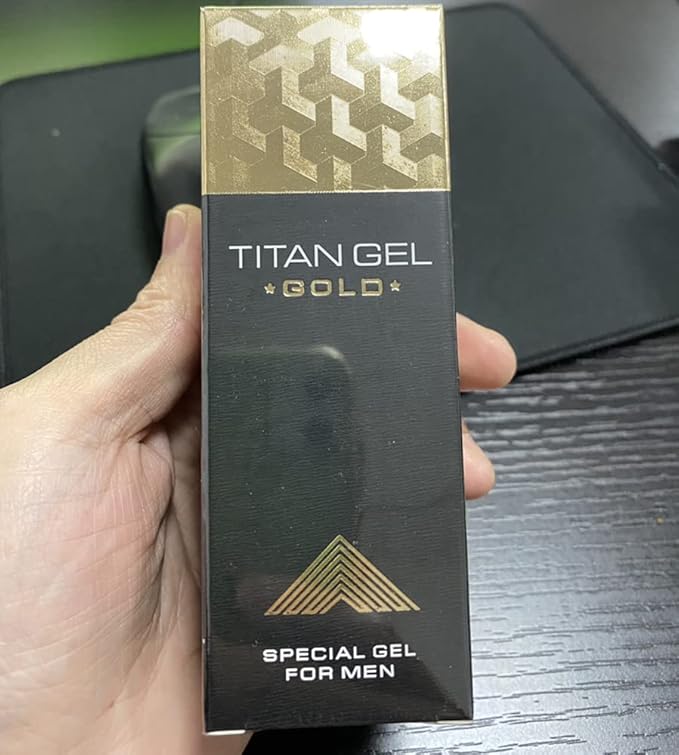 TITAN GEL
★GOLD★
SPECIAL GEL
FOR MEN